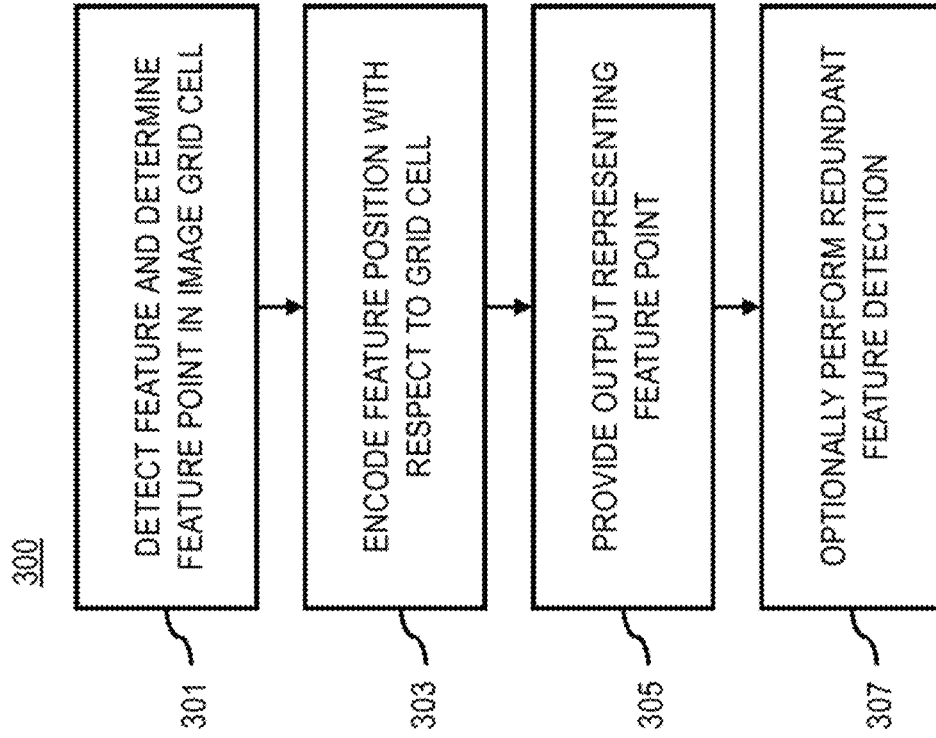 300
DETECT FEATURE AND DETERMINE
FEATURE POINT IN IMAGE GRID CELL
301
ENCODE FEATURE POSITION WITH
RESPECT TO GRID CELL
303
PROVIDE OUTPUT REPRESENTING
FEATURE POINT
305
OPTIONALLY PERFORM REDUNDANT
FEATURE DETECTION
307